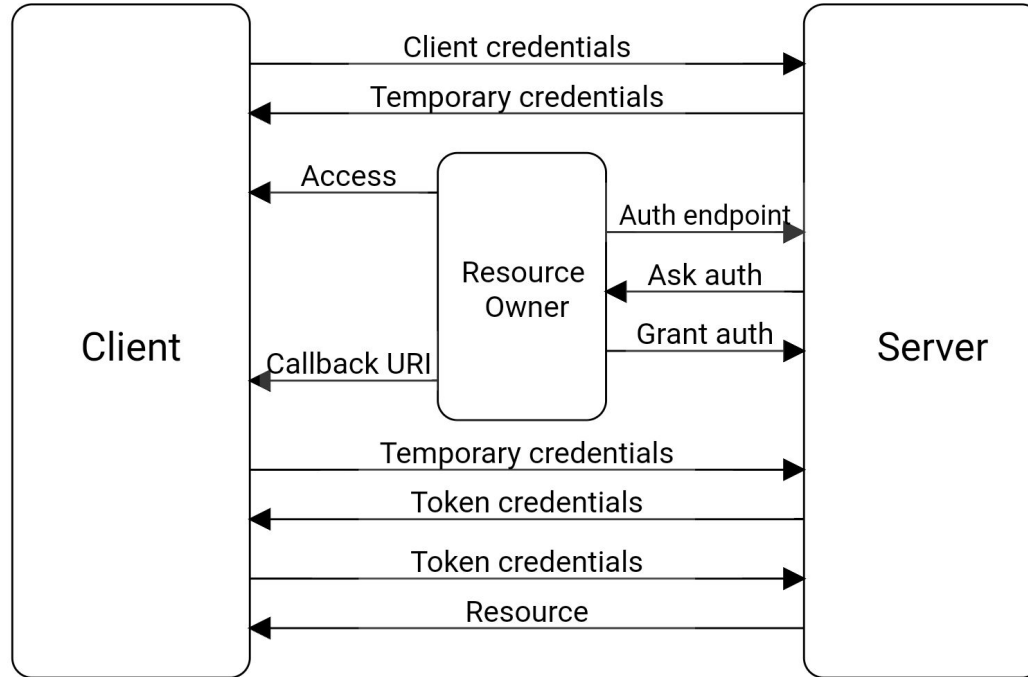 Client credentials
Temporary credentials
Access
Auth endpoint
Resource
Owner
Ask auth
Grant auth
Client
Server
Callback URI
Temporary credentials
Token credentials
Token credentials
Resource